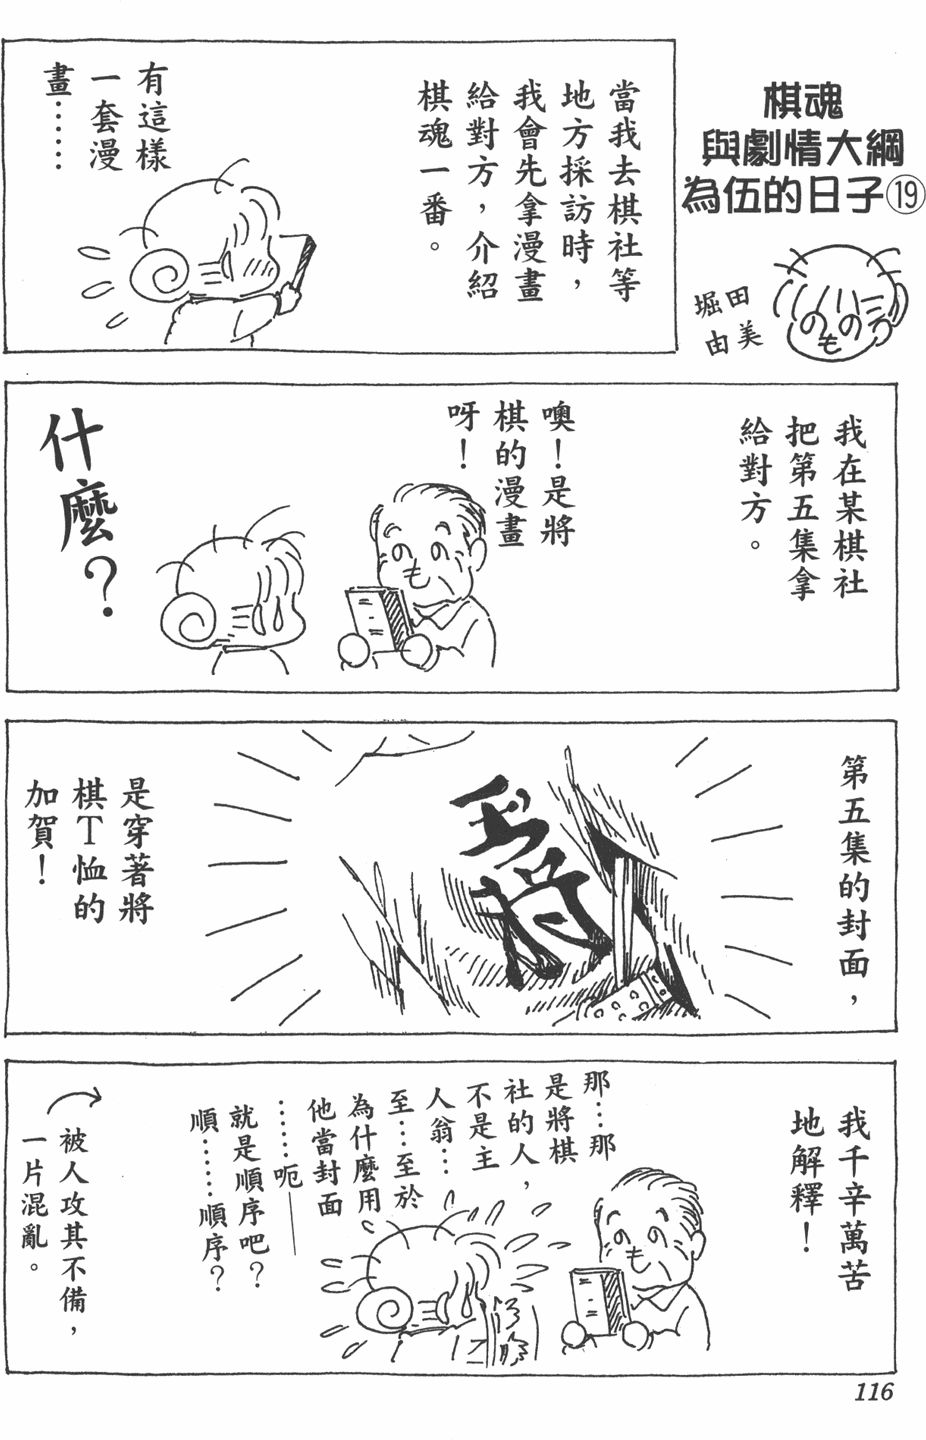 棋魂
與劇情大綱
為伍的日子⑲
堀田
由美
當我去棋社等
地方採訪時，
我會先拿漫畫
給對方，介紹
棋魂一番。
有這樣
一套漫
畫……
我在某棋社
把第五集拿
給對方。
噢！是將
棋的漫畫
呀！
什麼？
第五集的封面，
王將
是穿著將
棋T恤的
加賀！
我千辛萬苦
地解釋！
那…那
是將棋
社的人，
不是主
人翁…
至…至於
為什麼用
他當封面
……呃——
就是順序吧？
順……順序？
被人攻其不備，
一片混亂。
116